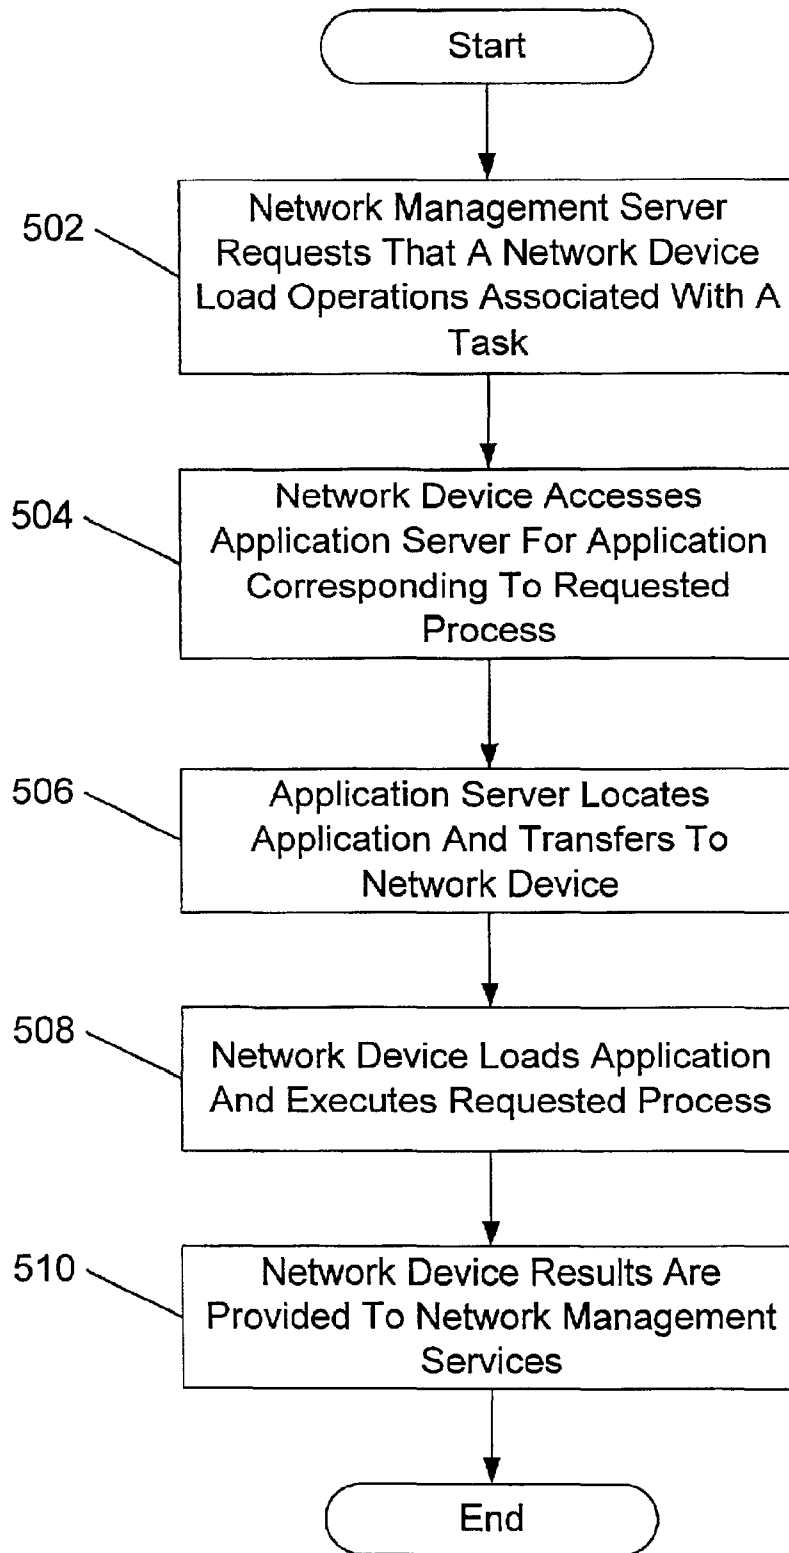 Start
502
Network Management Server
Requests That A Network Device
Load Operations Associated With A
Task
504
Network Device Accesses
Application Server For Application
Corresponding To Requested
Process
506
Application Server Locates
Application And Transfers To
Network Device
508
Network Device Loads Application
And Executes Requested Process
510
Network Device Results Are
Provided To Network Management
Services
End